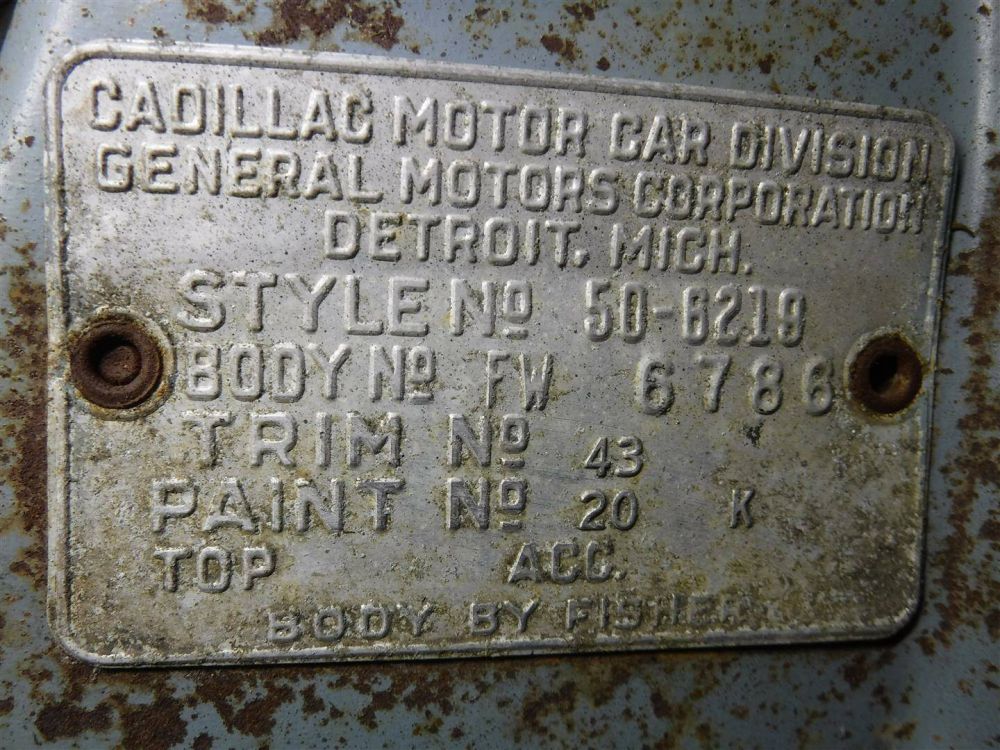 CADILLAC MOTOR CAR DIVISION
GENERAL MOTORS CORPORATION
DETROIT, MICH.
STYLE Nº 50-6219
BODY Nº FW 6786
TRIM Nº 43
PAINT Nº 20 K
TOP ACC.
BODY BY FISHER